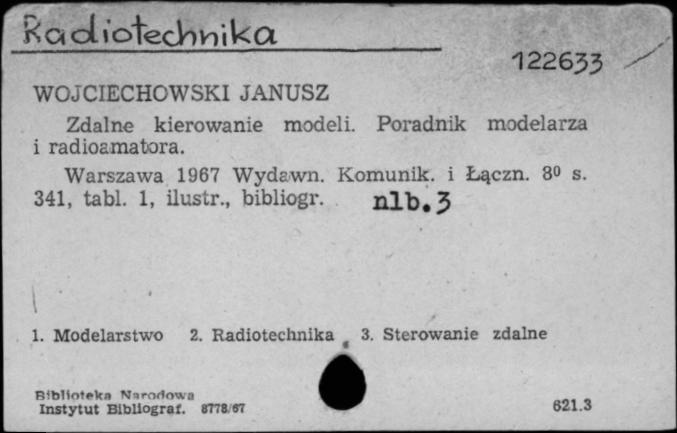 Radiotechnika
122633
WOJCIECHOWSKI JANUSZ
Zdalne kierowanie modeli. Poradnik modelarza
i radioamatora.
Warszawa 1967 Wydawn. Komunik. i Łączn. 8º s.
341, tabl. 1, ilustr., bibliogr. nlb.3
1. Modelarstwo 2. Radiotechnika 3. Sterowanie zdalne
Biblioteka Narodowa
Instytut Bibliograf. 8778/67
621.3